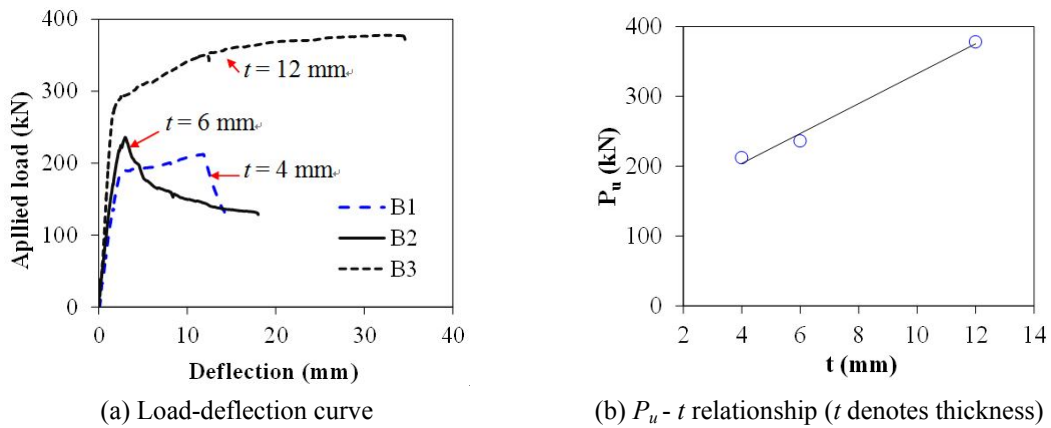 400
300
200
100
0
Apllied load (kN)
t = 12 mm
t = 6 mm
t = 4 mm
B1
B2
B3
0 10 20 30 40
Deflection (mm)
(a) Load-deflection curve
400
300
200
100
0
Pu (kN)
2 4 6 8 10 12 14
t (mm)
(b) Pu - t relationship (t denotes thickness)